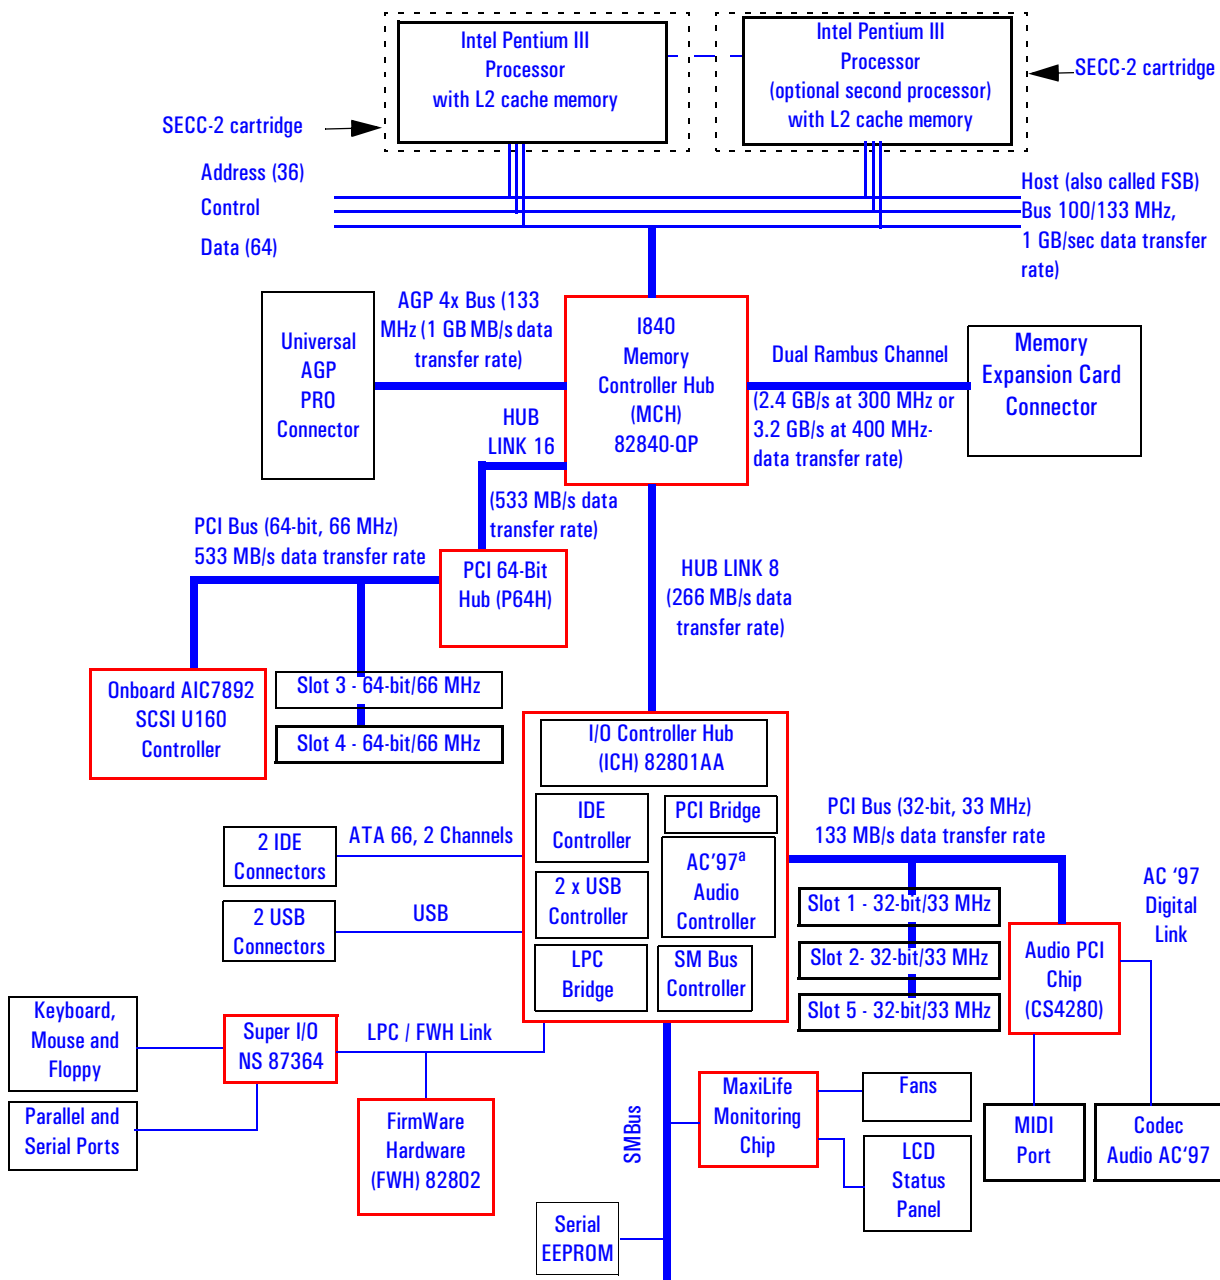 Intel Pentium III
Processor
with L2 cache memory
Intel Pentium III
Processor
(optional second processor)
with L2 cache memory
SECC-2 cartridge
SECC-2 cartridge
Address (36)
Control
Data (64)
Host (also called FSB)
Bus 100/133 MHz,
1 GB/sec data transfer
rate)
AGP 4x Bus (133
MHz (1 GB MB/s data
transfer rate)
Universal
AGP
PRO
Connector
I840
Memory
Controller Hub
(MCH)
82840-QP
Dual Rambus Channel
(2.4 GB/s at 300 MHz or
3.2 GB/s at 400 MHz-
data transfer rate)
Memory
Expansion Card
Connector
HUB
LINK 16
(533 MB/s data
transfer rate)
PCI Bus (64-bit, 66 MHz)
533 MB/s data transfer rate
PCI 64-Bit
Hub (P64H)
HUB LINK 8
(266 MB/s data
transfer rate)
Onboard AIC7892
SCSI U160
Controller
Slot 3 - 64-bit/66 MHz
Slot 4 - 64-bit/66 MHz
I/O Controller Hub
(ICH) 82801AA
IDE
Controller
PCI Bridge
AC'97a
Audio
Controller
2 x USB
Controller
LPC
Bridge
SM Bus
Controller
2 IDE
Connectors
ATA 66, 2 Channels
2 USB
Connectors
USB
PCI Bus (32-bit, 33 MHz)
133 MB/s data transfer rate
Slot 1 - 32-bit/33 MHz
Slot 2- 32-bit/33 MHz
Slot 5 - 32-bit/33 MHz
AC '97
Digital
Link
Audio PCI
Chip
(CS4280)
Keyboard,
Mouse and
Floppy
Super I/O
NS 87364
LPC / FWH Link
Parallel and
Serial Ports
FirmWare
Hardware
(FWH) 82802
SMBus
MaxiLife
Monitoring
Chip
Fans
LCD
Status
Panel
MIDI
Port
Codec
Audio AC'97
Serial
EEPROM